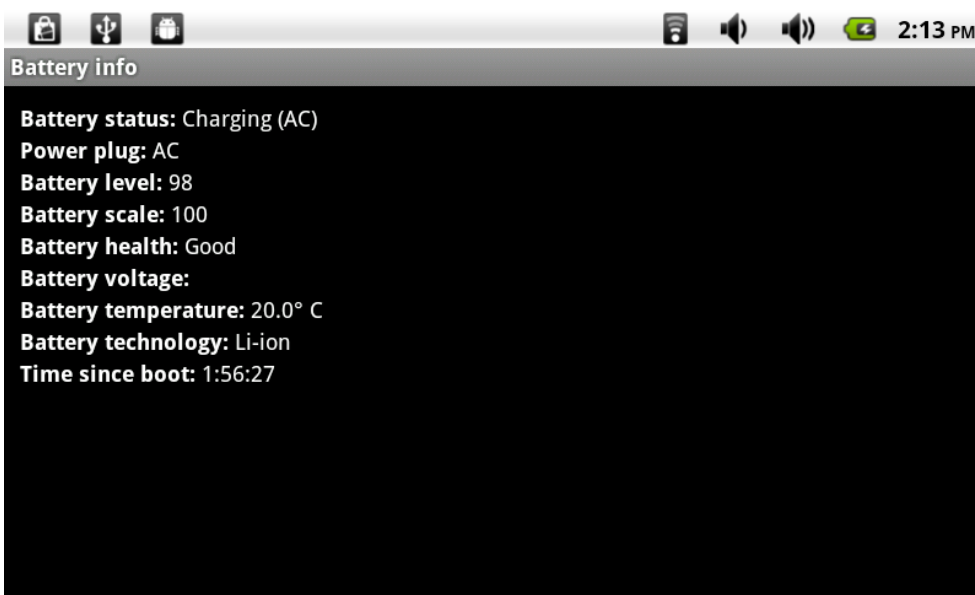 2:13 PM
Battery info
Battery status: Charging (AC)
Power plug: AC
Battery level: 98
Battery scale: 100
Battery health: Good
Battery voltage:
Battery temperature: 20.0° C
Battery technology: Li-ion
Time since boot: 1:56:27